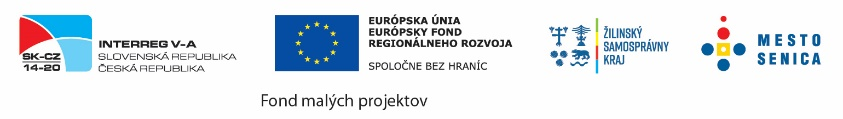 SK-CZ
14-20
INTERREG V-A
SLOVENSKÁ REPUBLIKA
ČESKÁ REPUBLIKA
EURÓPSKA ÚNIA
EURÓPSKY FOND
REGIONÁLNEHO ROZVOJA
SPOLOČNE BEZ HRANÍC
ŽILINSKÝ
SAMOSPRÁVNY
KRAJ
MESTO
SENICA
Fond malých projektov